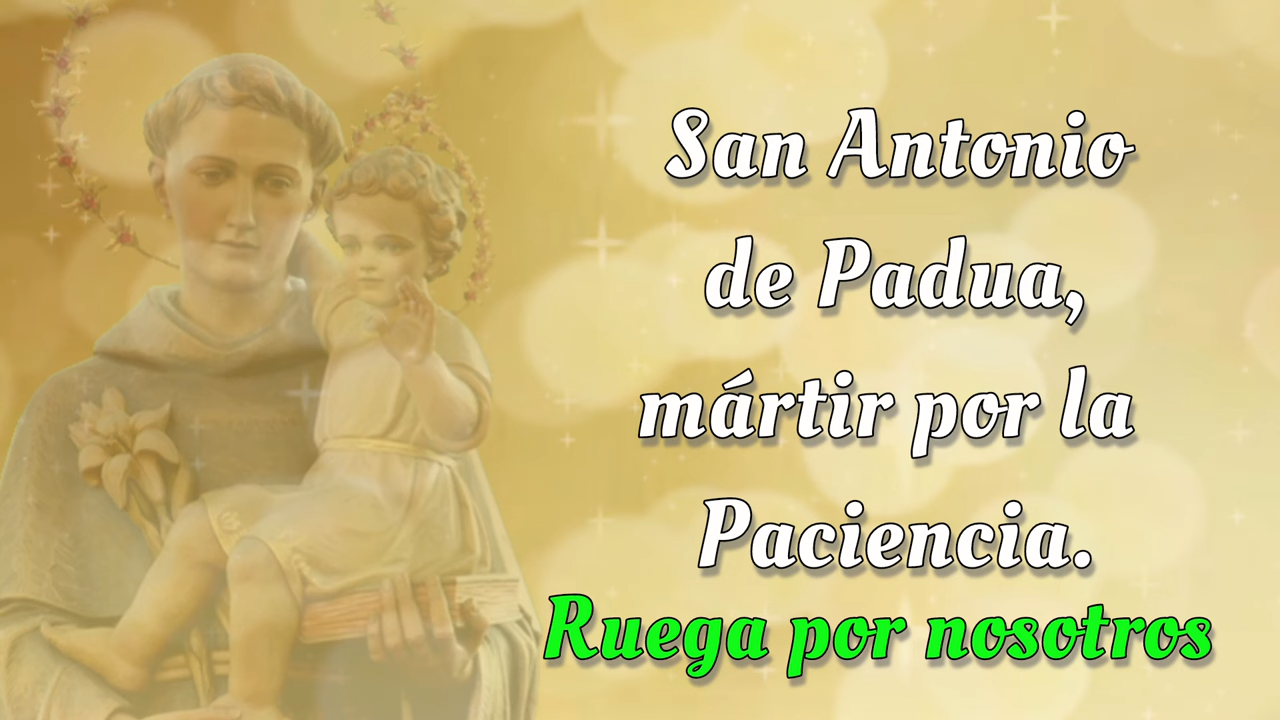 San Antonio
de Padua,
mártir por la
Paciencia.
Ruega por nosotros